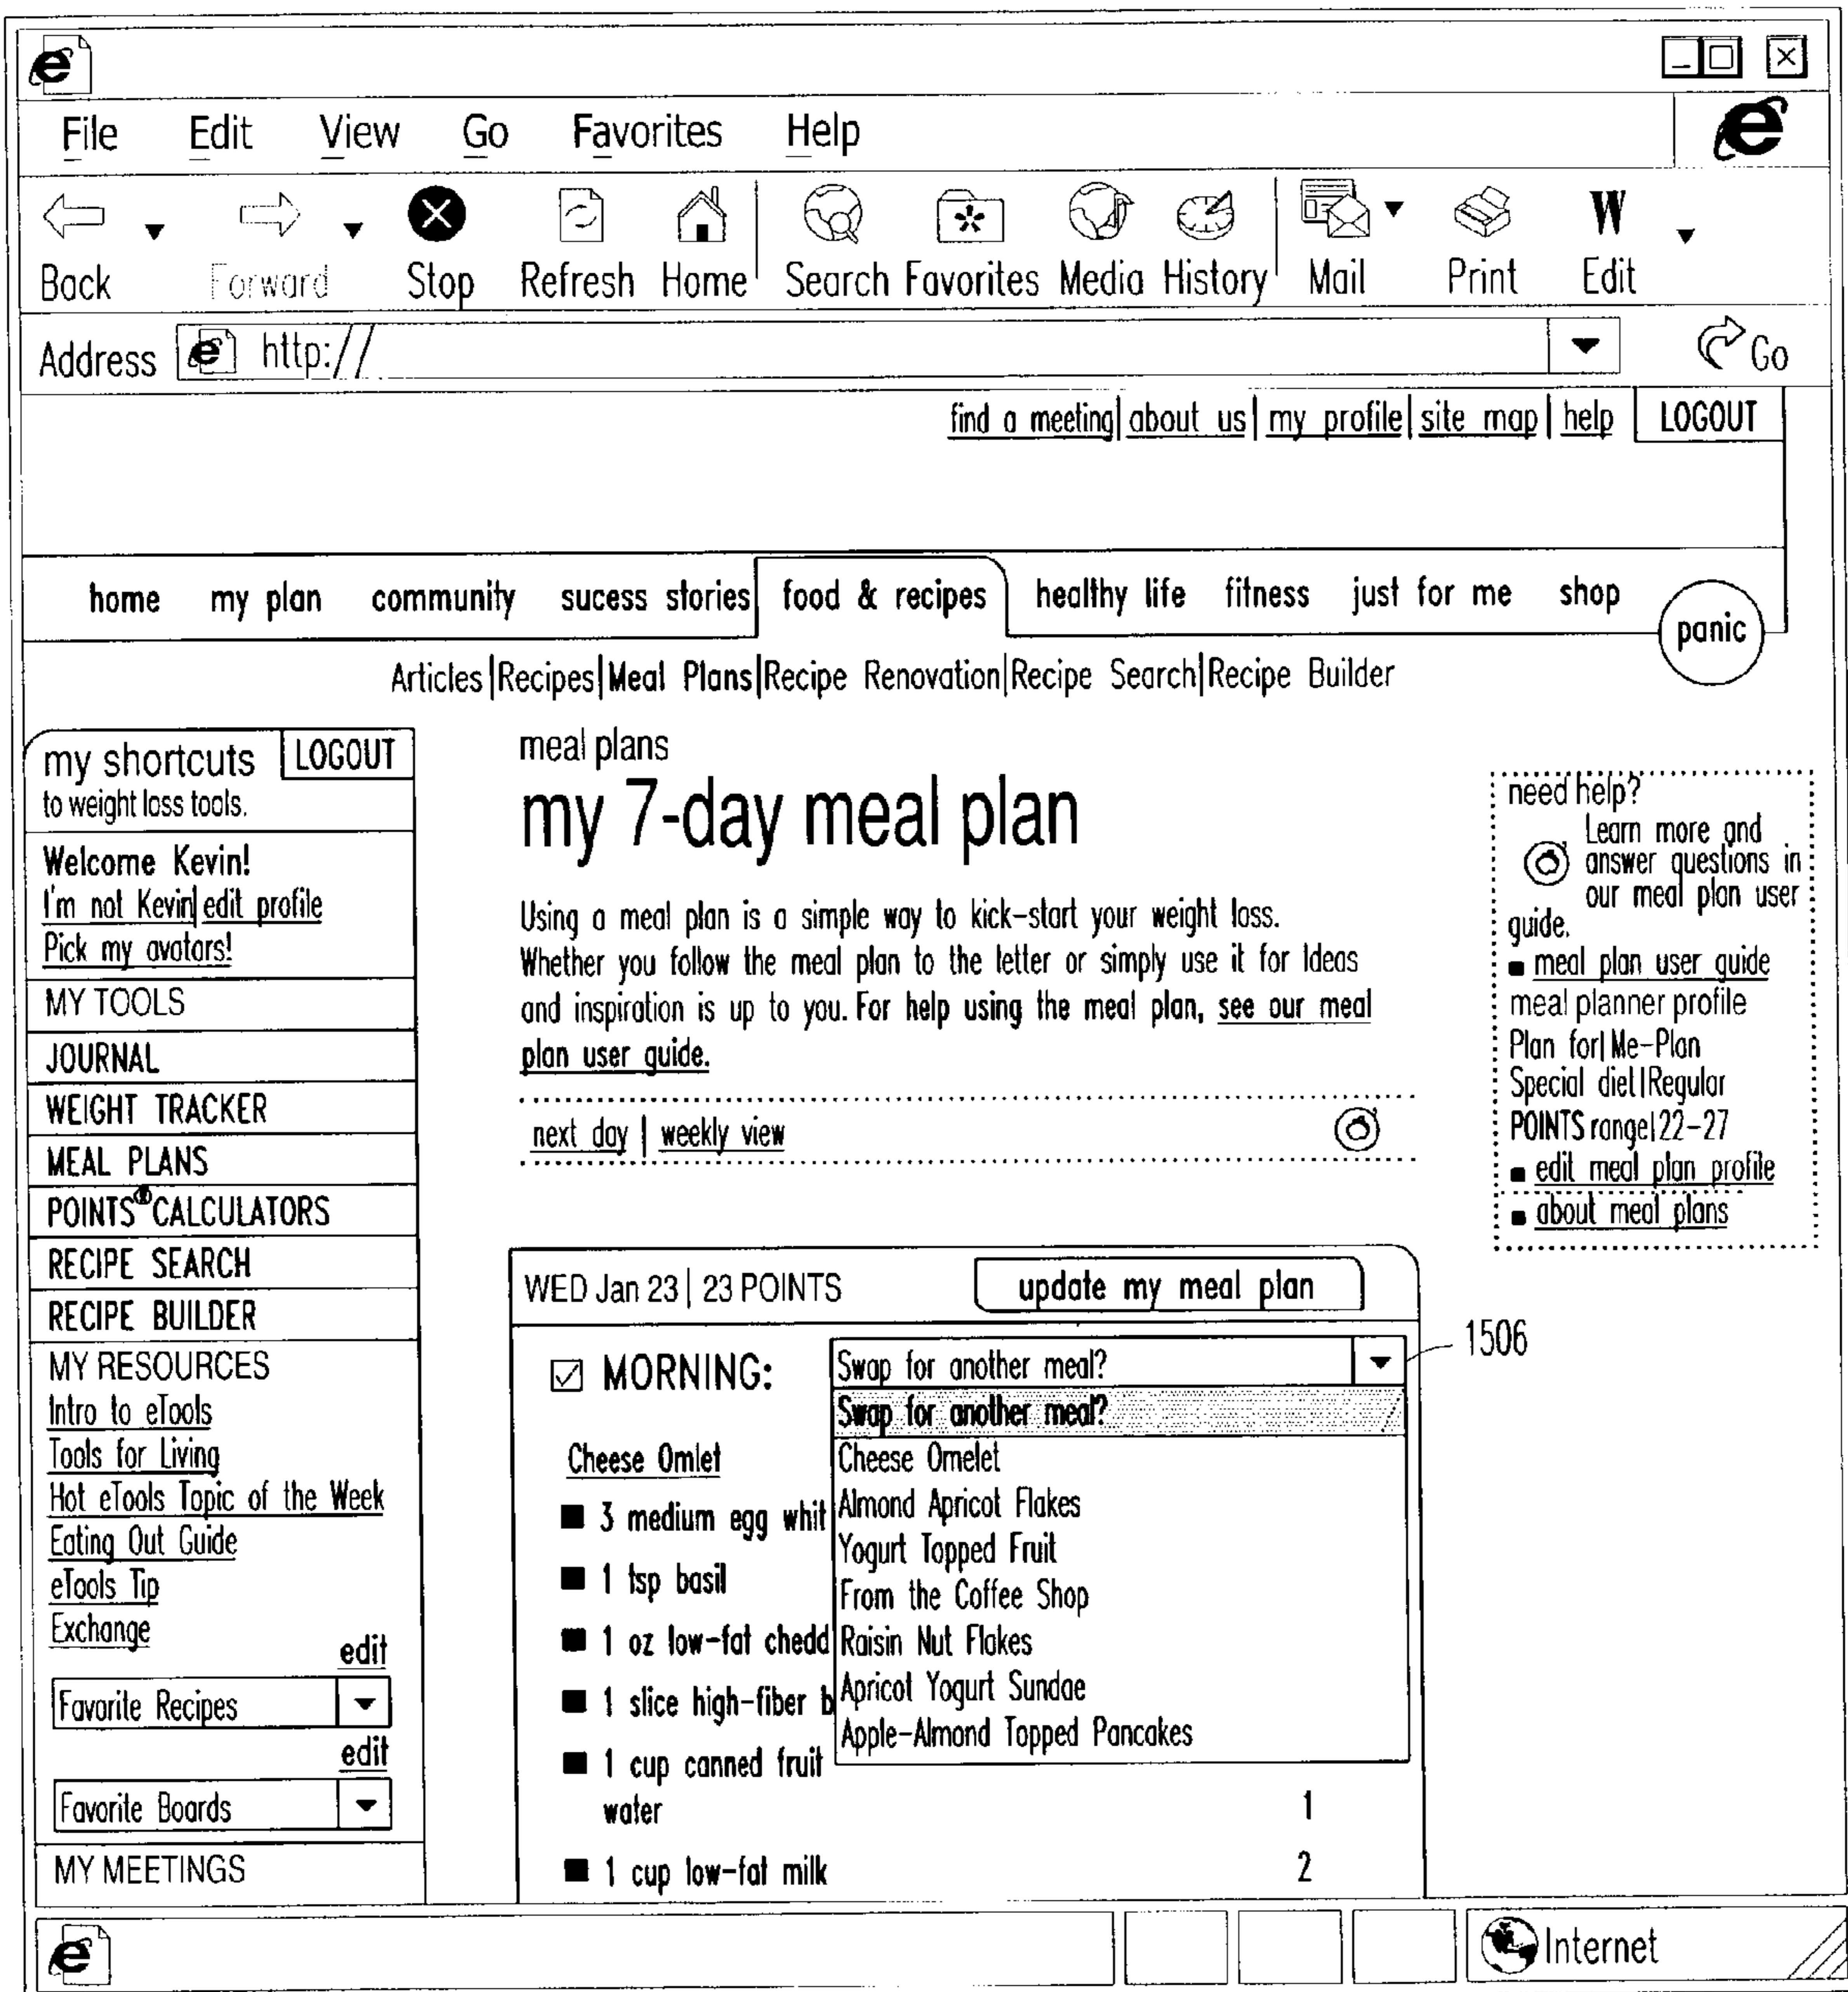 File Edit View Go Favorites Help
Back Forward Stop Refresh Home Search Favorites Media History Mail Print Edit
Address http:// Go
find a meeting | about us | my profile | site map | help LOGOUT
home my plan community sucess stories food & recipes healthy life fitness just for me shop panic
Articles | Recipes | Meal Plans | Recipe Renovation | Recipe Search | Recipe Builder
my shortcuts LOGOUT
to weight loss tools.
Welcome Kevin!
I'm not Kevin | edit profile
Pick my avatars!
MY TOOLS
JOURNAL
WEIGHT TRACKER
MEAL PLANS
POINTS® CALCULATORS
RECIPE SEARCH
RECIPE BUILDER
MY RESOURCES
Intro to eTools
Tools for Living
Hot eTools Topic of the Week
Eating Out Guide
eTools Tip
Exchange
edit
Favorite Recipes
edit
Favorite Boards
MY MEETINGS
meal plans
my 7-day meal plan
Using a meal plan is a simple way to kick-start your weight loss.
Whether you follow the meal plan to the letter or simply use it for Ideas
and inspiration is up to you. For help using the meal plan, see our meal
plan user guide.
next day | weekly view
WED Jan 23 | 23 POINTS update my meal plan
MORNING: Swap for another meal? 1506
Swap for another meal?
Cheese Omelet
Almond Apricot Flakes
Yogurt Topped Fruit
From the Coffee Shop
Raisin Nut Flakes
Apricot Yogurt Sundae
Apple-Almond Topped Pancakes
Cheese Omlet
3 medium egg whit
1 tsp basil
1 oz low-fat chedd
1 slice high-fiber b
1 cup canned fruit
water 1
1 cup low-fat milk 2
need help?
Learn more and
answer questions in
our meal plan user
guide.
meal plan user guide
meal planner profile
Plan for| Me-Plan
Special diet|Regular
POINTS range|22-27
edit meal plan profile
about meal plans
Internet